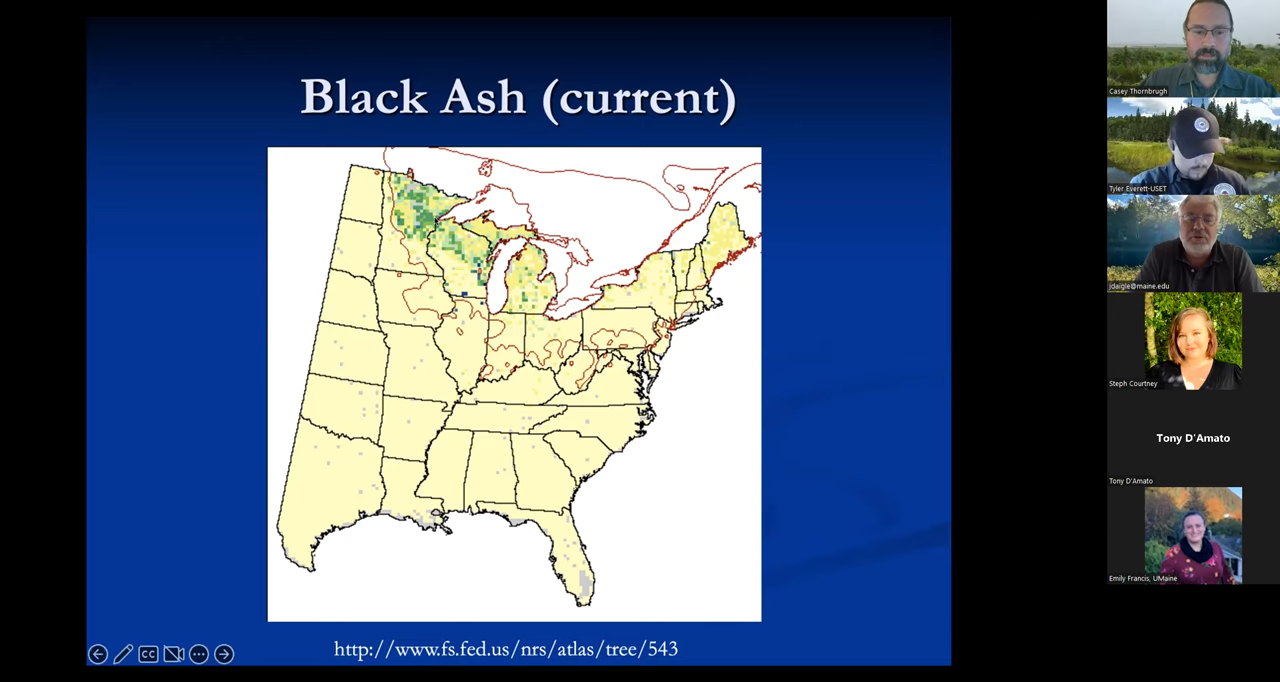 Black Ash (current)
http://www.fs.fed.us/nrs/atlas/tree/543
CC
Casey Thornbrugh
Tyler Everett-USET
jdaigle@maine.edu
Steph Courtney
Tony D'Amato
Tony D'Amato
Emily Francis, UMaine